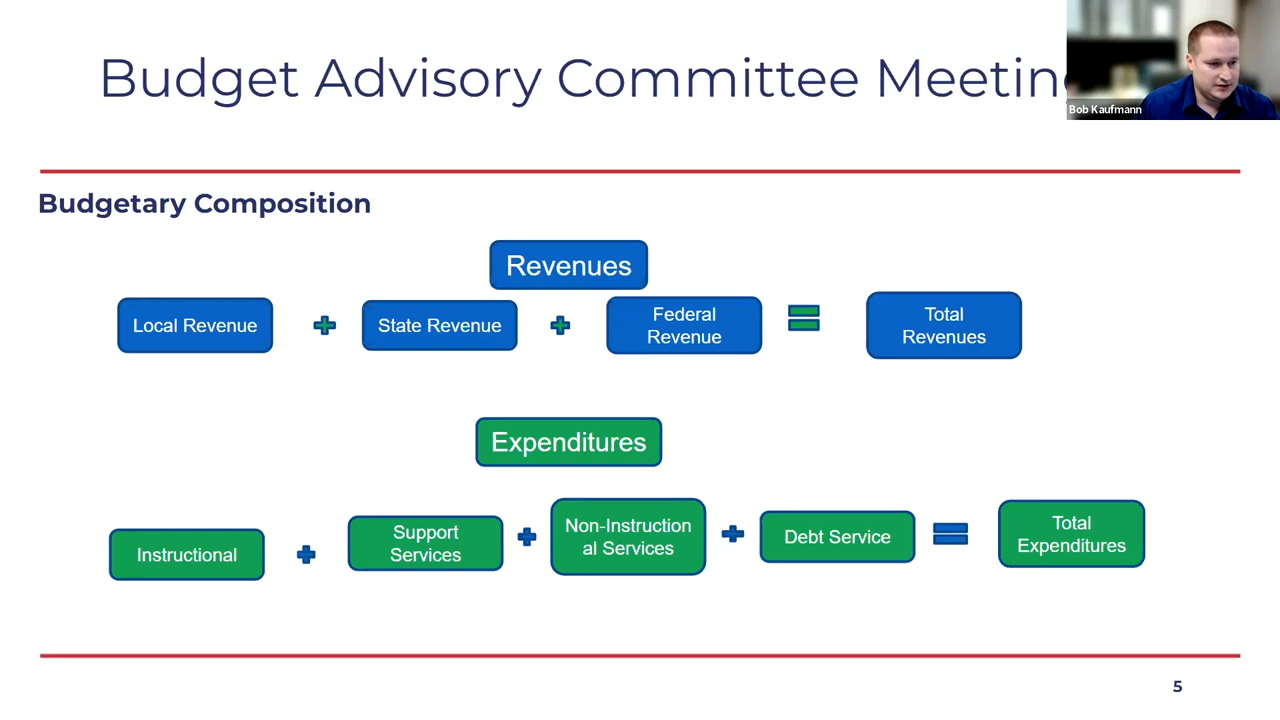 Budget Advisory Committee Meeting
Bob Kaufmann
Budgetary Composition
Revenues
Local Revenue
State Revenue
Federal
Revenue
Total
Revenues
Expenditures
Instructional
Support
Services
Non-Instruction
al Services
Debt Service
Total
Expenditures
5